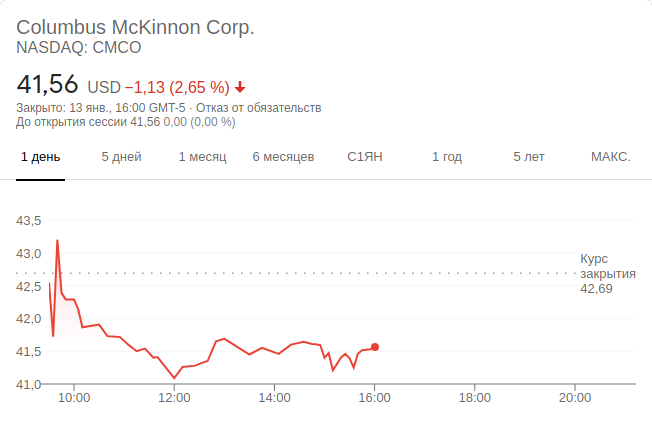 Columbus McKinnon Corp.
NASDAQ: CMCO
41,56 USD −1,13 (2,65 %)
Закрыто: 13 янв., 16:00 GMT-5 · Отказ от обязательств
До открытия сессии 41,56 0,00 (0,00 %)
1 день 5 дней 1 месяц 6 месяцев С1ЯН 1 год 5 лет МАКС.
43,5
43,0
42,5
42,0
41,5
41,0
Курс
закрытия
42,69
10:00 12:00 14:00 16:00 18:00 20:00